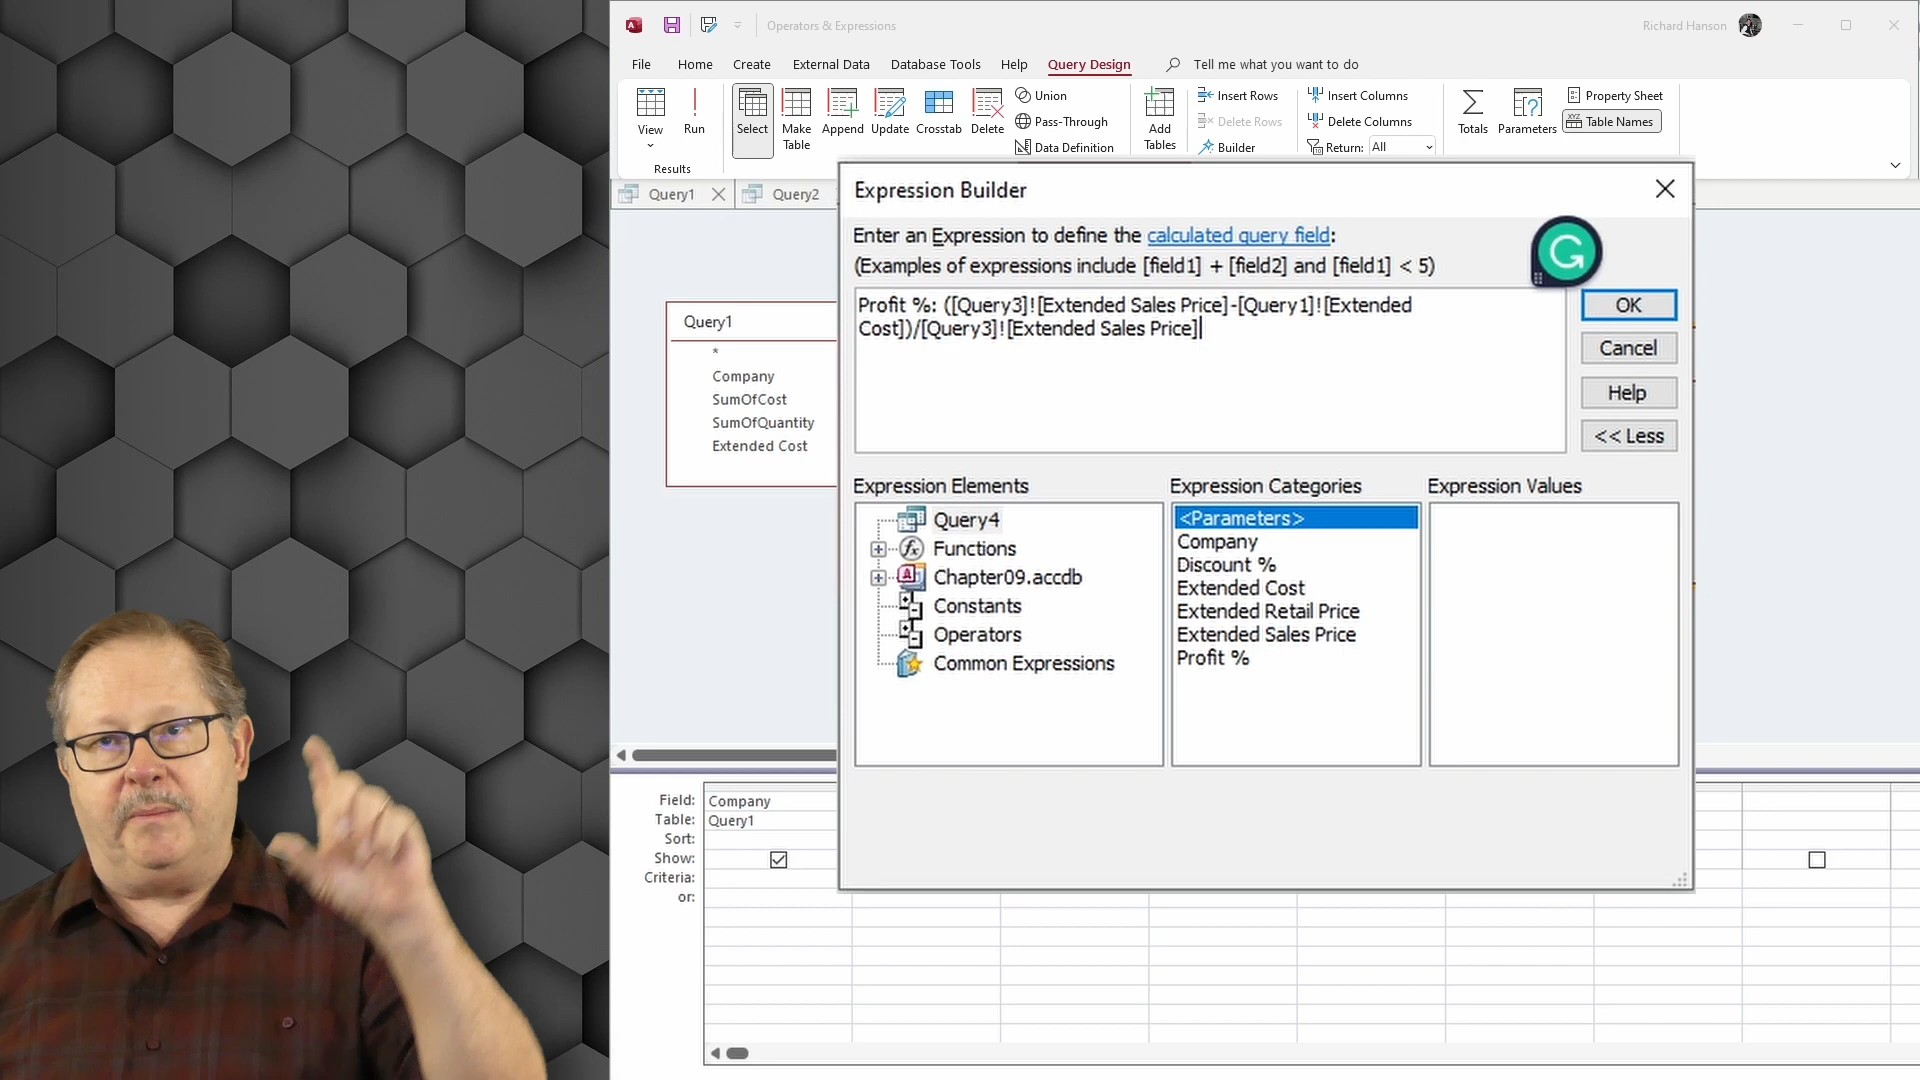 Operators & Expressions
Richard Hanson
File Home Create External Data Database Tools Help Query Design Tell me what you want to do
View
Run
Results
Select
Make
Table
Append
Update
Crosstab
Delete
Union
Pass-Through
Data Definition
Add
Tables
Insert Rows
Delete Rows
Builder
Insert Columns
Delete Columns
Return: All
Totals
Parameters
Property Sheet
XYZ Table Names
Query1
Query2
Query1
*
Company
SumOfCost
SumOfQuantity
Extended Cost
Expression Builder
Enter an Expression to define the calculated query field:
(Examples of expressions include [field1] + [field2] and [field1] < 5)
Profit %: ([Query3]![Extended Sales Price]-[Query1]![Extended
Cost])/[Query3]![Extended Sales Price]
OK
Cancel
Help
<< Less
Expression Elements
Query4
Functions
Chapter09.accdb
Constants
Operators
Common Expressions
Expression Categories
<Parameters>
Company
Discount %
Extended Cost
Extended Retail Price
Extended Sales Price
Profit %
Expression Values
Field: Company
Table: Query1
Sort:
Show:
Criteria:
or: